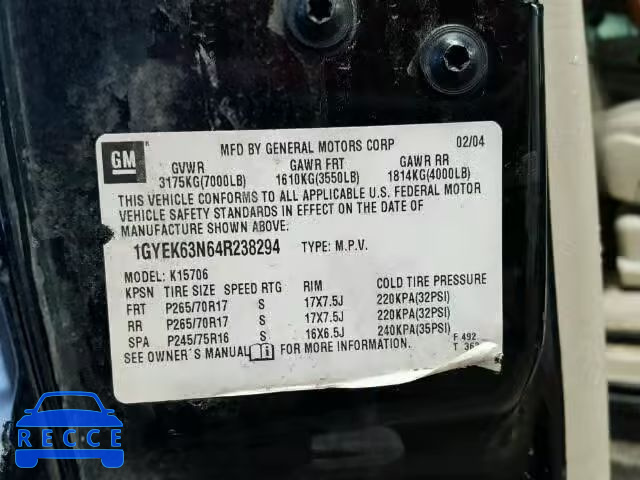 GM
MFD BY GENERAL MOTORS CORP 02/04
GVWR GAWR FRT GAWR RR
3175KG(7000LB) 1610KG(3550LB) 1814KG(4000LB)
THIS VEHICLE CONFORMS TO ALL APPLICABLE U.S. FEDERAL MOTOR
VEHICLE SAFETY STANDARDS IN EFFECT ON THE DATE OF
MANUFACTURE SHOWN ABOVE.
1GYEK63N64R238294 TYPE: M.P.V.
MODEL: K15706
KPSN TIRE SIZE SPEED RTG RIM COLD TIRE PRESSURE
FRT P265/70R17 S 17X7.5J 220KPA(32PSI)
RR P265/70R17 S 17X7.5J 220KPA(32PSI)
SPA P245/75R16 S 16X6.5J 240KPA(35PSI)
SEE OWNER'S MANUAL FOR MORE INFORMATION.
F 492
T
RECCE